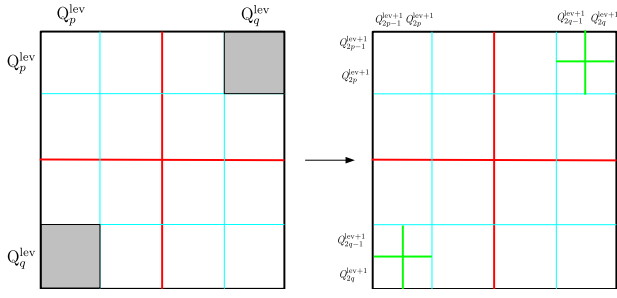 Q_p^lev Q_q^lev
Q_p^lev
Q_q^lev
Q_{2p-1}^{lev+1} Q_{2p}^{lev+1} Q_{2q-1}^{lev+1} Q_{2q}^{lev+1}
Q_{2p-1}^{lev+1}
Q_{2p}^{lev+1}
Q_{2q-1}^{lev+1}
Q_{2q}^{lev+1}